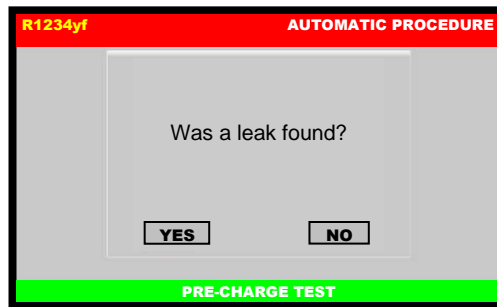 R1234yf AUTOMATIC PROCEDURE
Was a leak found?
YES NO
PRE-CHARGE TEST